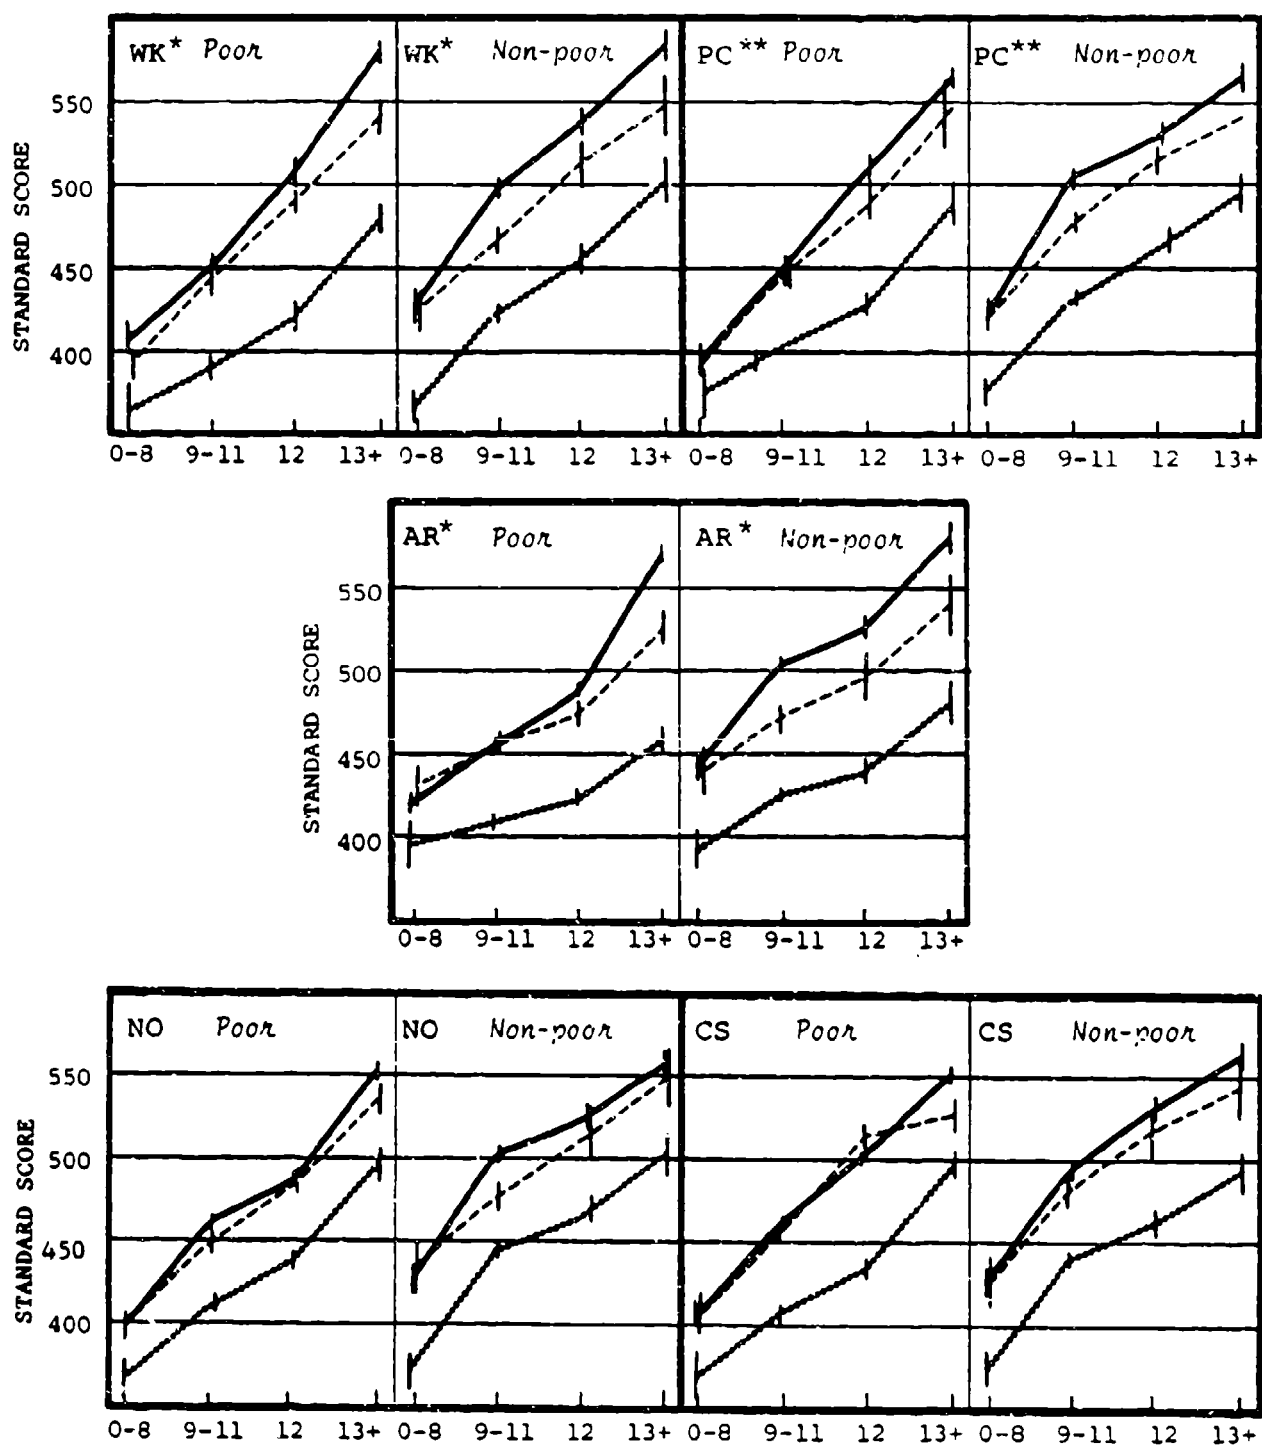 WK* Poor WK* Non-poor PC** Poor PC** Non-poor
550
500
450
400
STANDARD SCORE
0-8 9-11 12 13+ 0-8 9-11 12 13+ 0-8 9-11 12 13+ 0-8 9-11 12 13+
AR* Poor AR* Non-poor
550
500
450
400
STANDARD SCORE
0-8 9-11 12 13+ 0-8 9-11 12 13+
NO Poor NO Non-poor CS Poor CS Non-poor
550
500
450
400
STANDARD SCORE
0-8 9-11 12 13+ 0-8 9-11 12 13+ 0-8 9-11 12 13+ 0-8 9-11 12 13+